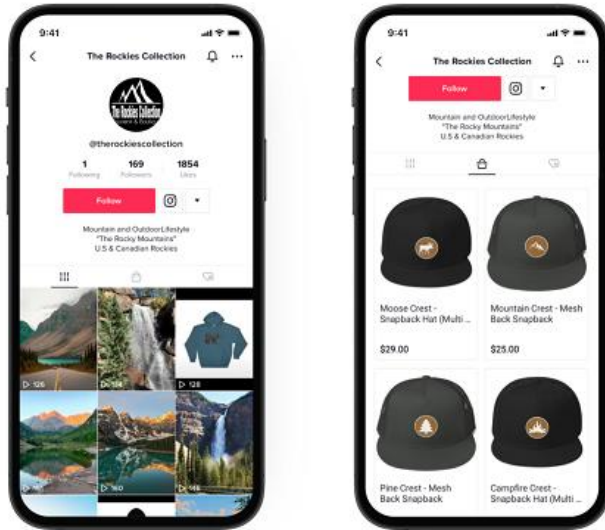 9:41
The Rockies Collection
The Rockies Collection
@therockiescollection
1 169 1854
Following Followers Likes
Follow
Mountain and OutdoorLifestyle
"The Rocky Mountains"
U.S & Canadian Rockies
126
128
160
9:41
The Rockies Collection
Follow
Mountain and OutdoorLifestyle
"The Rocky Mountains"
U.S & Canadian Rockies
Moose Crest -
Snapback Hat (Multi ...
$29.00
Mountain Crest - Mesh
Back Snapback
$25.00
Pine Crest - Mesh
Back Snapback
Campfire Crest -
Snapback Hat (Multi ...